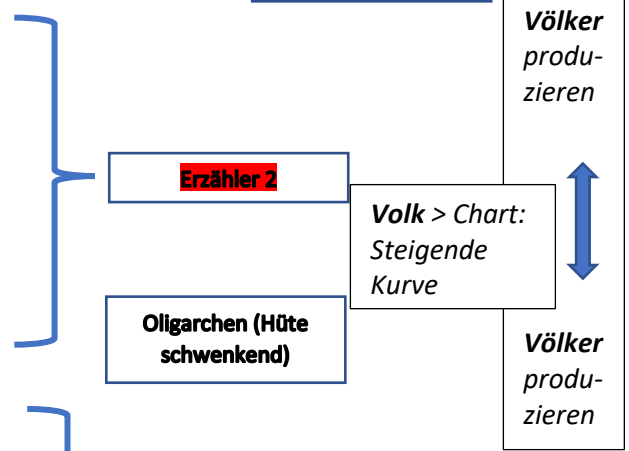 Völker
produ-
zieren
Erzähler 2
Volk > Chart:
Steigende
Kurve
Oligarchen (Hüte
schwenkend)
Völker
produ-
zieren